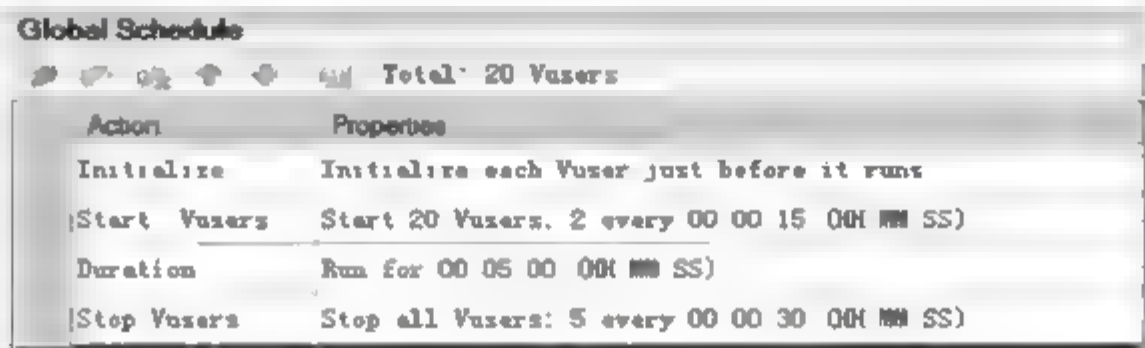 Global Schedule
Total: 20 Vusers
Action Properties
Initialize Initialize each Vuser just before it runs
Start Vusers Start 20 Vusers. 2 every 00 00 15 (HH MM SS)
Duration Run for 00 05 00 (HH MM SS)
Stop Vusers Stop all Vusers: 5 every 00 00 30 (HH MM SS)